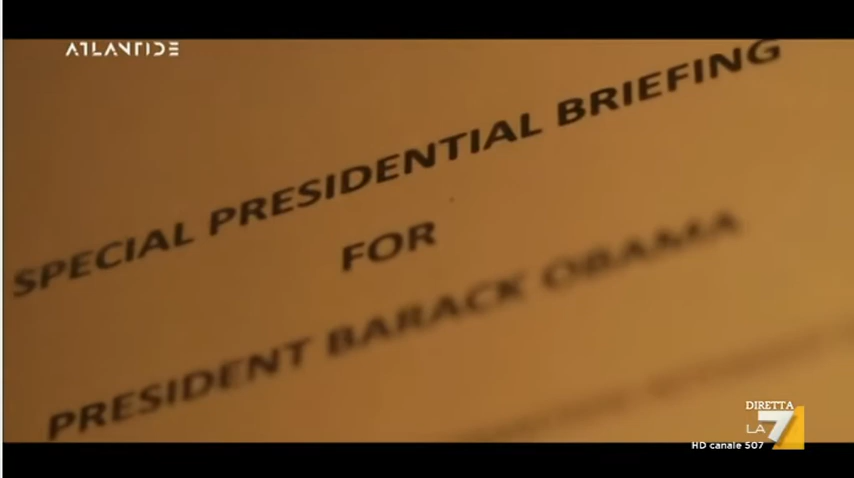 ATLANTIDE
SPECIAL PRESIDENTIAL BRIEFING
FOR
PRESIDENT BARACK OBAMA
DIRETTA
LA7
HD canale 507